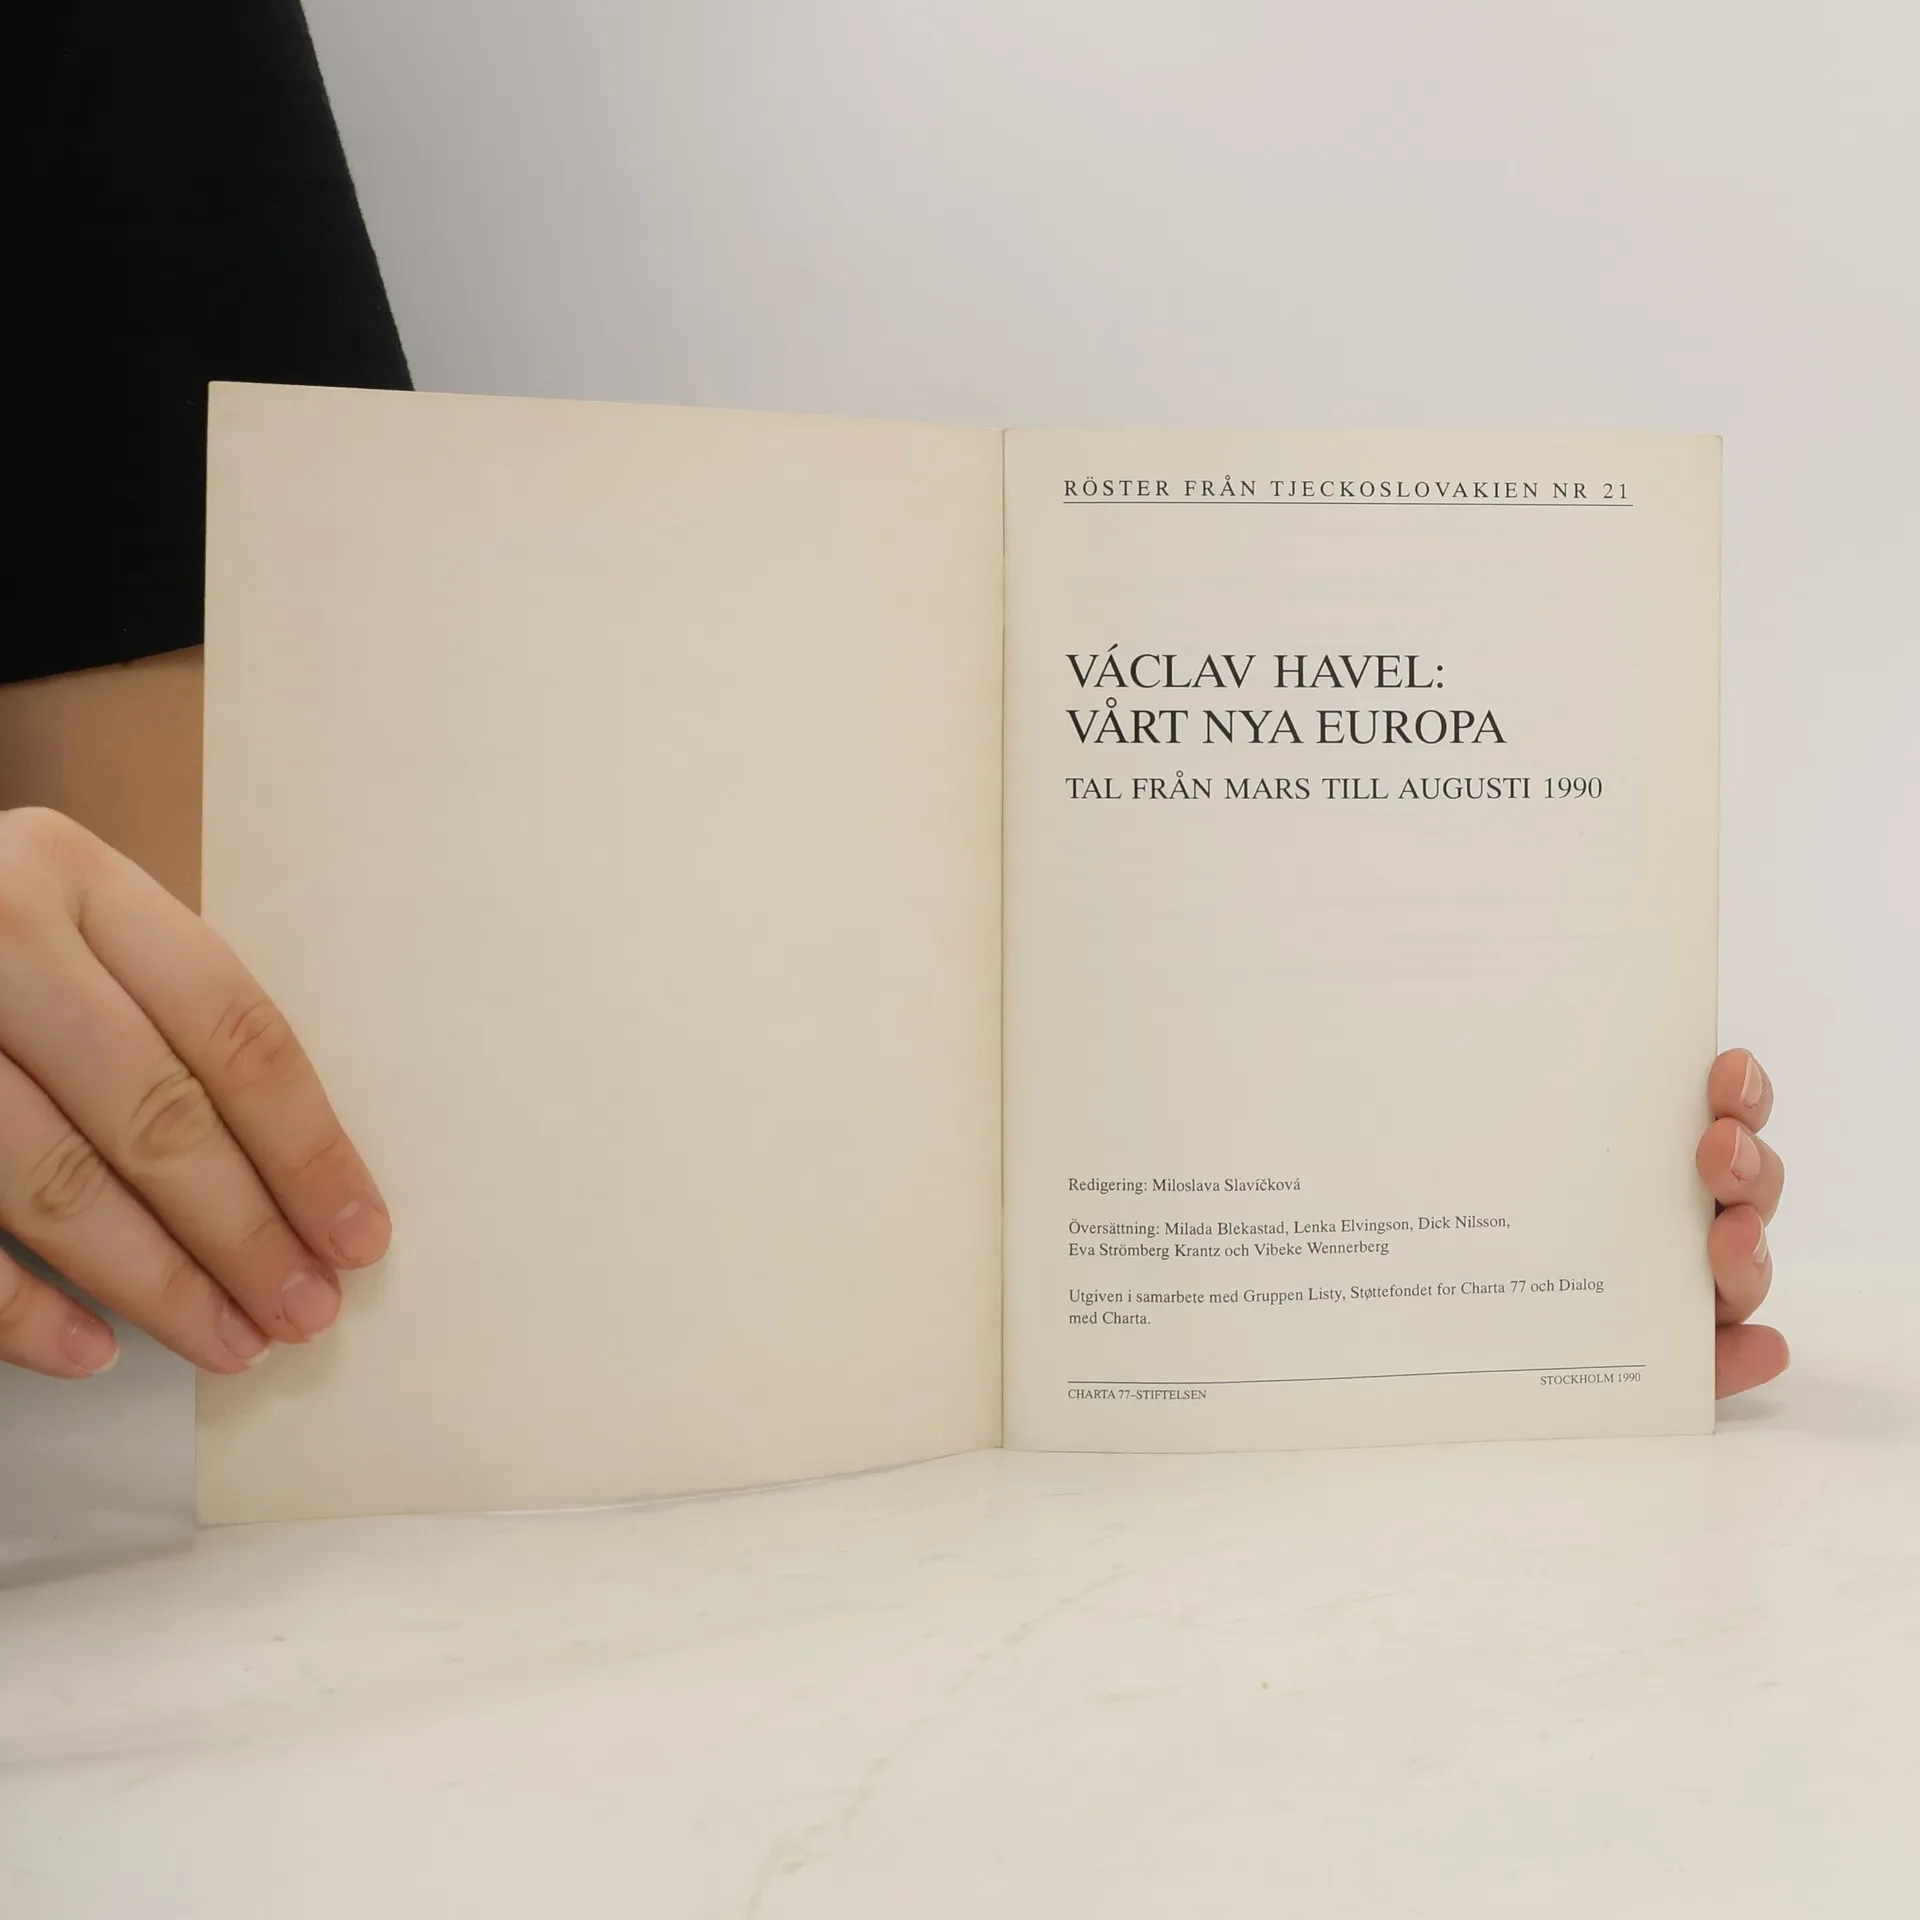 RÖSTER FRÅN TJECKOSLOVAKIEN NR 21
VÁCLAV HAVEL:
VÅRT NYA EUROPA
TAL FRÅN MARS TILL AUGUSTI 1990
Redigering: Miloslava Slavíčková
Översättning: Milada Blekastad, Lenka Elvingson, Dick Nilsson,
Eva Strömberg Krantz och Vibeke Wennerberg
Utgiven i samarbete med Gruppen Listy, Støttefondet for Charta 77 och Dialog
med Charta.
CHARTA 77–STIFTELSEN
STOCKHOLM 1990